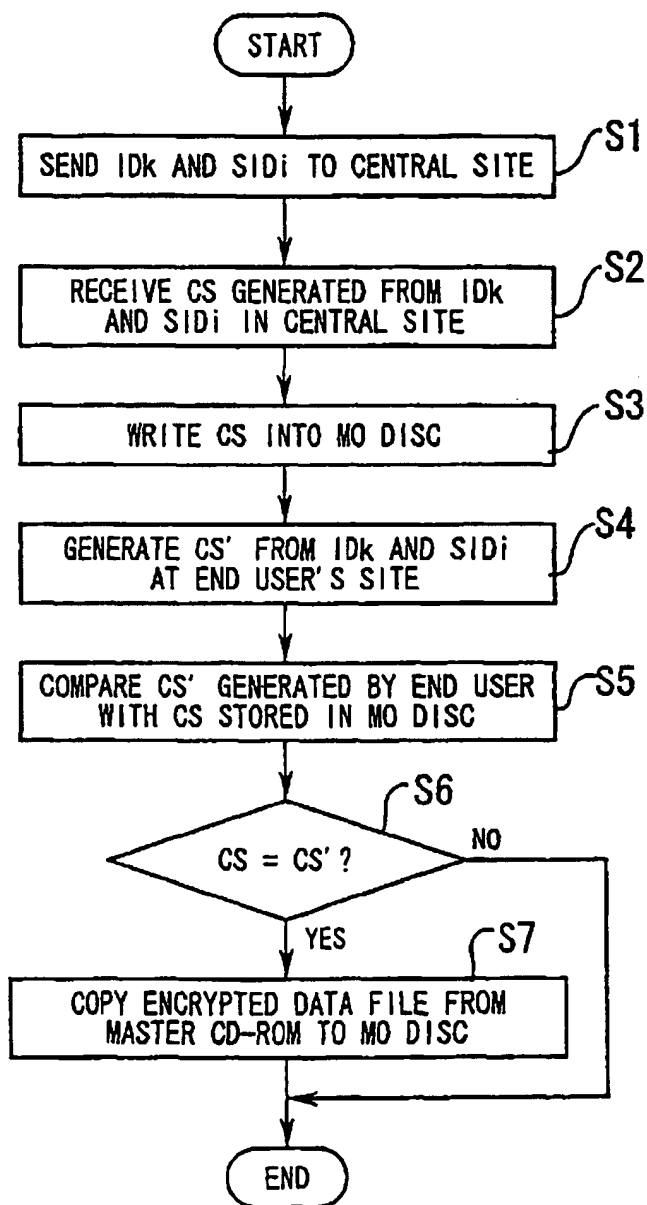 START
SEND IDk AND SIDi TO CENTRAL SITE
S1
RECEIVE CS GENERATED FROM IDk
AND SIDi IN CENTRAL SITE
S2
WRITE CS INTO MO DISC
S3
GENERATE CS' FROM IDk AND SIDi
AT END USER'S SITE
S4
COMPARE CS' GENERATED BY END USER
WITH CS STORED IN MO DISC
S5
S6
CS = CS' ?
NO
YES
S7
COPY ENCRYPTED DATA FILE FROM
MASTER CD-ROM TO MO DISC
END